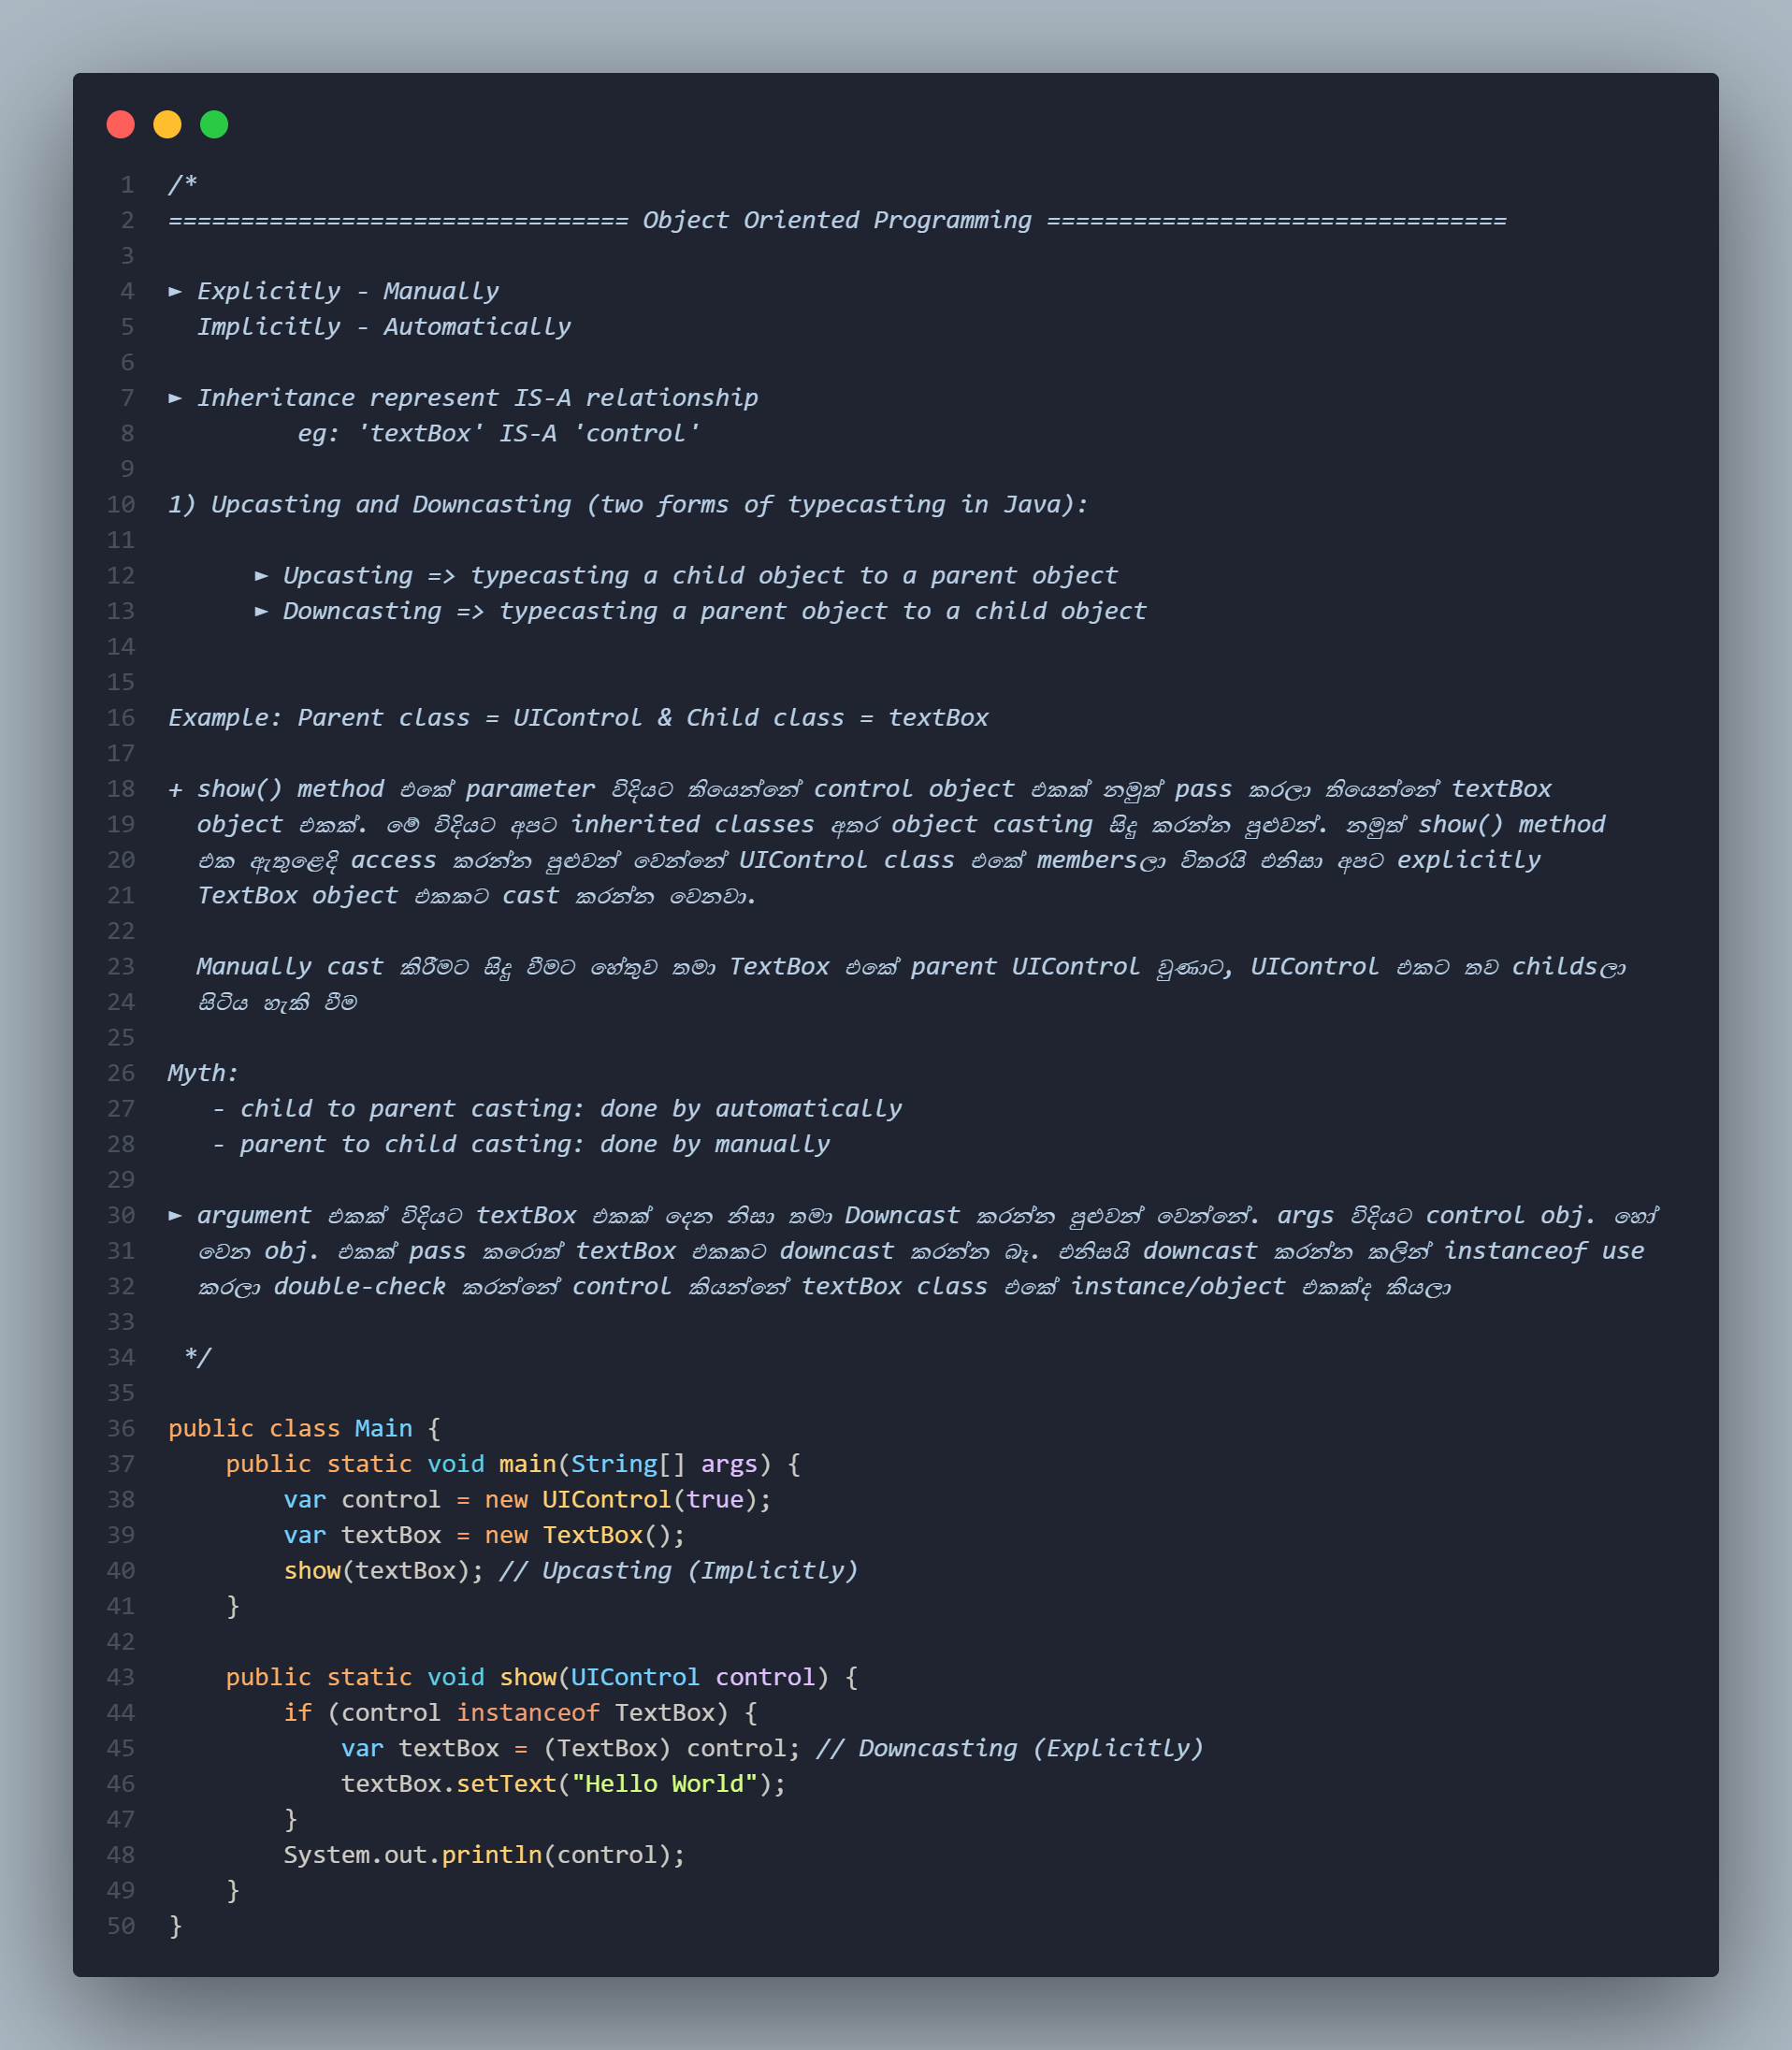 1 /*
2 ================================ Object Oriented Programming ================================
3
4 ► Explicitly - Manually
5   Implicitly - Automatically
6
7 ► Inheritance represent IS-A relationship
8          eg: 'textBox' IS-A 'control'
9
10 1) Upcasting and Downcasting (two forms of typecasting in Java):
11
12       ► Upcasting => typecasting a child object to a parent object
13       ► Downcasting => typecasting a parent object to a child object
14
15
16 Example: Parent class = UIControl & Child class = textBox
17
18 + show() method එකේ parameter විදියට තියෙන්නේ control object එකක් නමුත් pass කරලා තියෙන්නේ textBox
19   object එකක්. මේ විදියට අපට inherited classes අතර object casting සිදු කරන්න පුළුවන්. නමුත් show() method
20   එක ඇතුළෙදි access කරන්න පුළුවන් වෙන්නේ UIControl class එකේ membersලා විතරයි එනිසා අපට explicitly
21   TextBox object එකකට cast කරන්න වෙනවා.
22
23   Manually cast කිරීමට සිදු වීමට හේතුව තමා TextBox එකේ parent UIControl වුණාට, UIControl එකට තව childsලා
24   සිටිය හැකි වීම
25
26 Myth:
27    - child to parent casting: done by automatically
28    - parent to child casting: done by manually
29
30 ► argument එකක් විදියට textBox එකක් දෙන නිසා තමා Downcast කරන්න පුළුවන් වෙන්නේ. args විදියට control obj. හෝ
31   වෙන obj. එකක් pass කරොත් textBox එකකට downcast කරන්න බෑ. එනිසයි downcast කරන්න කලින් instanceof use
32   කරලා double-check කරන්නේ control කියන්නේ textBox class එකේ instance/object එකක්ද කියලා
33
34  */
35
36 public class Main {
37     public static void main(String[] args) {
38         var control = new UIControl(true);
39         var textBox = new TextBox();
40         show(textBox); // Upcasting (Implicitly)
41     }
42
43     public static void show(UIControl control) {
44         if (control instanceof TextBox) {
45             var textBox = (TextBox) control; // Downcasting (Explicitly)
46             textBox.setText("Hello World");
47         }
48         System.out.println(control);
49     }
50 }